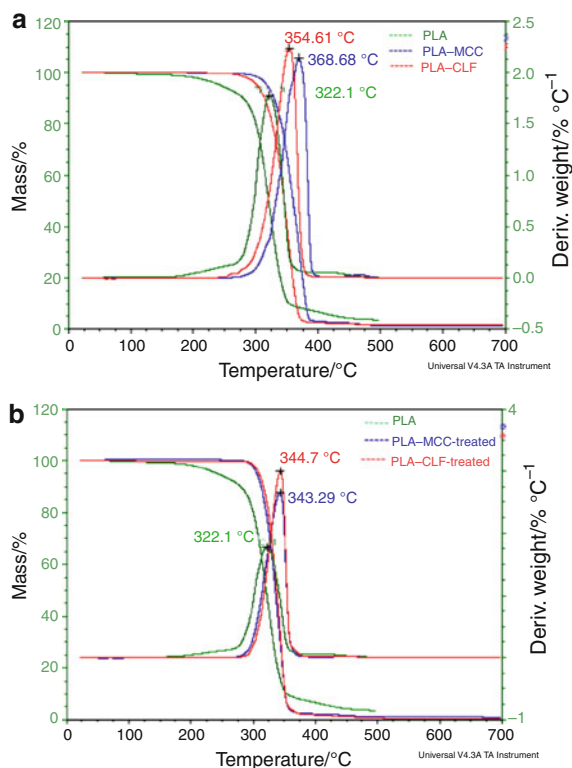 a
120
100
80
60
40
20
0
Mass/%
354.61 °C
368.68 °C
322.1 °C
PLA
PLA–MCC
PLA–CLF
2.5
2.0
1.5
1.0
0.5
0.0
−0.5
Deriv. weight/% °C⁻¹
0 100 200 300 400 500 600 700
Temperature/°C
Universal V4.3A TA Instrument
b
120
100
80
60
40
20
0
Mass/%
344.7 °C
343.29 °C
322.1 °C
PLA
PLA–MCC-treated
PLA–CLF-treated
4
−1
Deriv. weight/% °C⁻¹
0 100 200 300 400 500 600 700
Temperature/°C
Universal V4.3A TA Instrument